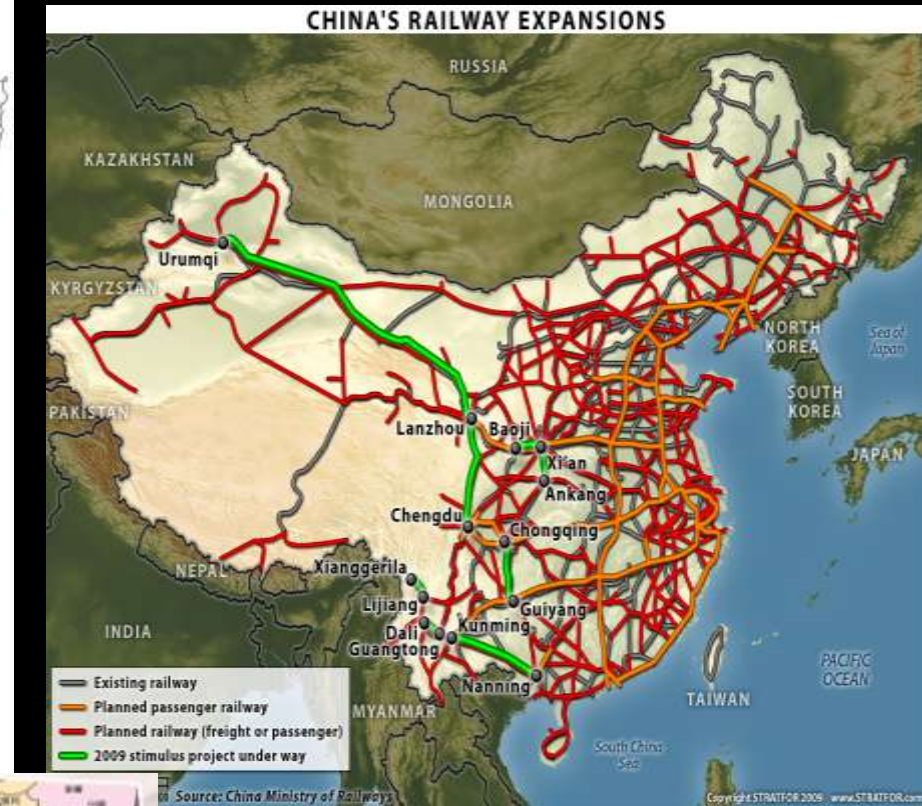 CHINA'S RAILWAY EXPANSIONS
RUSSIA
KAZAKHSTAN
MONGOLIA
Urumqi
KYRGYZSTAN
NORTH
KOREA
Sea of
Japan
SOUTH
KOREA
PAKISTAN
Lanzhou
Baoji
JAPAN
Xi'an
Ankang
Chengdu
Chongqing
NEPAL
Xianggerila
Lijiang
Guiyang
INDIA
Dali
Kunming
Guangtong
PACIFIC
OCEAN
Nanning
TAIWAN
MYANMAR
South China
Sea
Existing railway
Planned passenger railway
Planned railway (freight or passenger)
2009 stimulus project under way
Source: China Ministry of Railways
Copyright STRATFOR 2009 www.STRATFOR.com